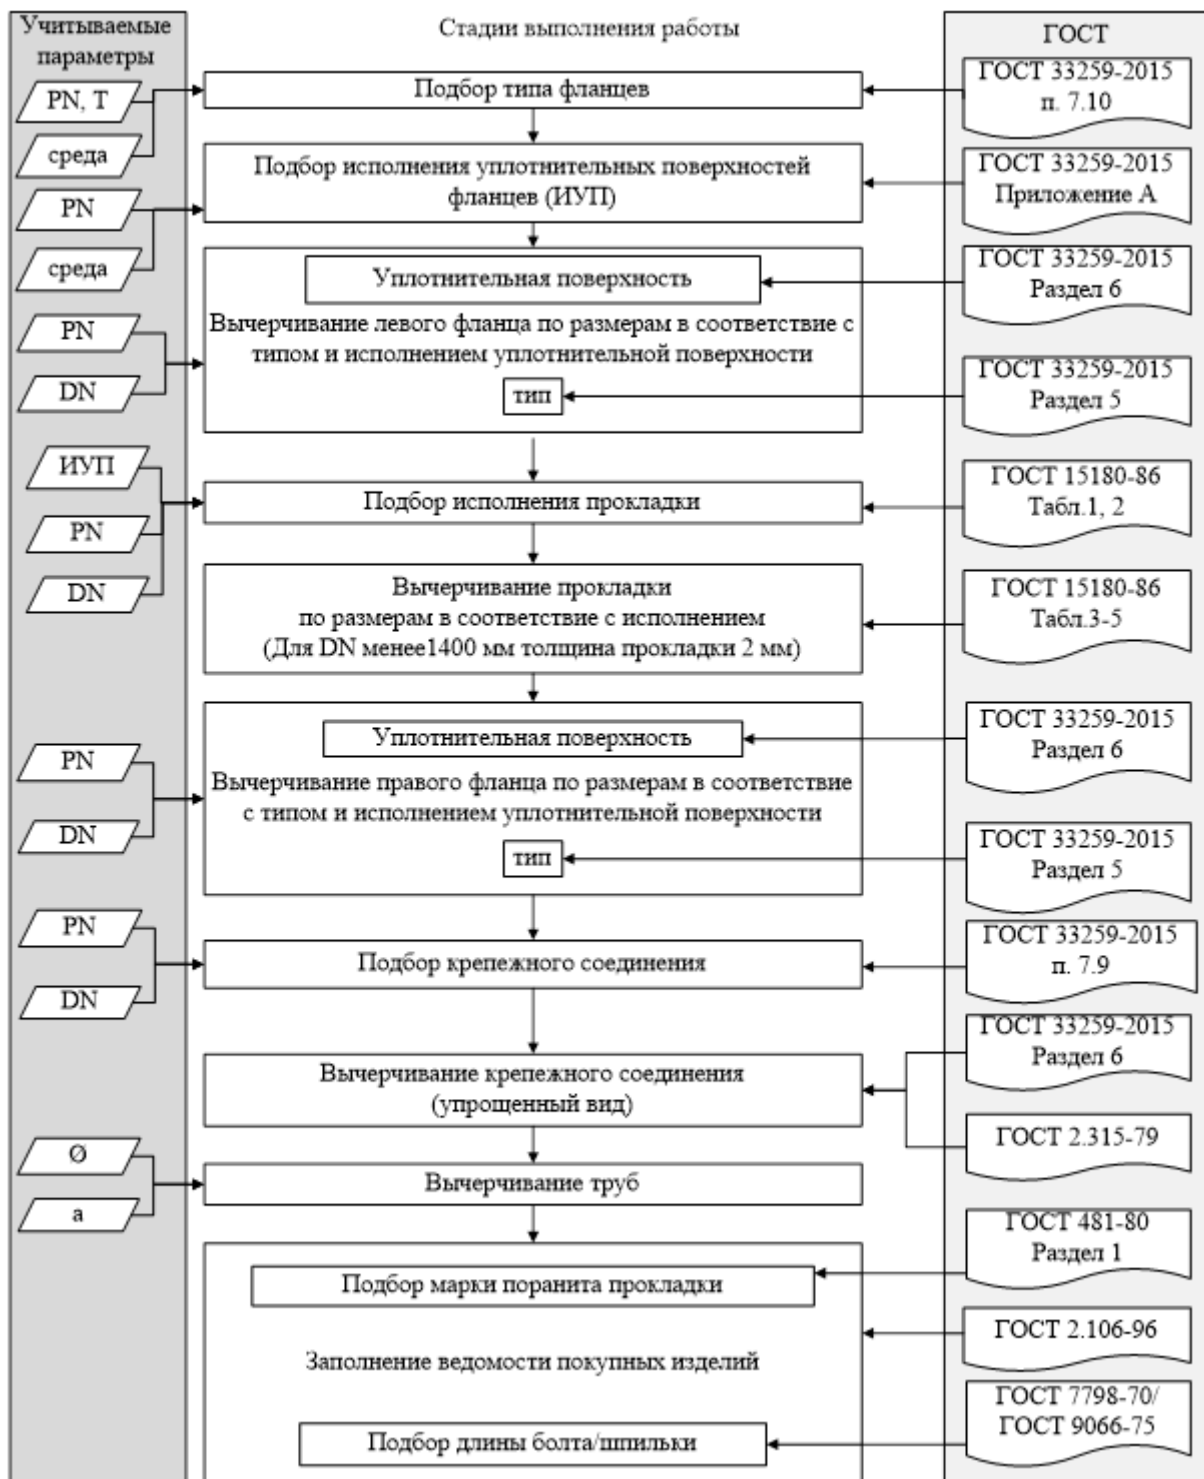 Учитываемые
параметры
Стадии выполнения работы
ГОСТ
PN, T
среда
Подбор типа фланцев
ГОСТ 33259-2015
п. 7.10
PN
среда
Подбор исполнения уплотнительных поверхностей
фланцев (ИУП)
ГОСТ 33259-2015
Приложение А
PN
DN
Уплотнительная поверхность
Вычерчивание левого фланца по размерам в соответствие с
типом и исполнением уплотнительной поверхности
тип
ГОСТ 33259-2015
Раздел 6
ГОСТ 33259-2015
Раздел 5
ИУП
PN
DN
Подбор исполнения прокладки
ГОСТ 15180-86
Табл.1, 2
Вычерчивание прокладки
по размерам в соответствие с исполнением
(Для DN менее1400 мм толщина прокладки 2 мм)
ГОСТ 15180-86
Табл.3-5
PN
DN
Уплотнительная поверхность
Вычерчивание правого фланца по размерам в соответствие
с типом и исполнением уплотнительной поверхности
тип
ГОСТ 33259-2015
Раздел 6
ГОСТ 33259-2015
Раздел 5
PN
DN
Подбор крепежного соединения
ГОСТ 33259-2015
п. 7.9
Вычерчивание крепежного соединения
(упрощенный вид)
ГОСТ 33259-2015
Раздел 6
ГОСТ 2.315-79
Ø
a
Вычерчивание труб
Подбор марки поранита прокладки
ГОСТ 481-80
Раздел 1
Заполнение ведомости покупных изделий
ГОСТ 2.106-96
Подбор длины болта/шпильки
ГОСТ 7798-70/
ГОСТ 9066-75